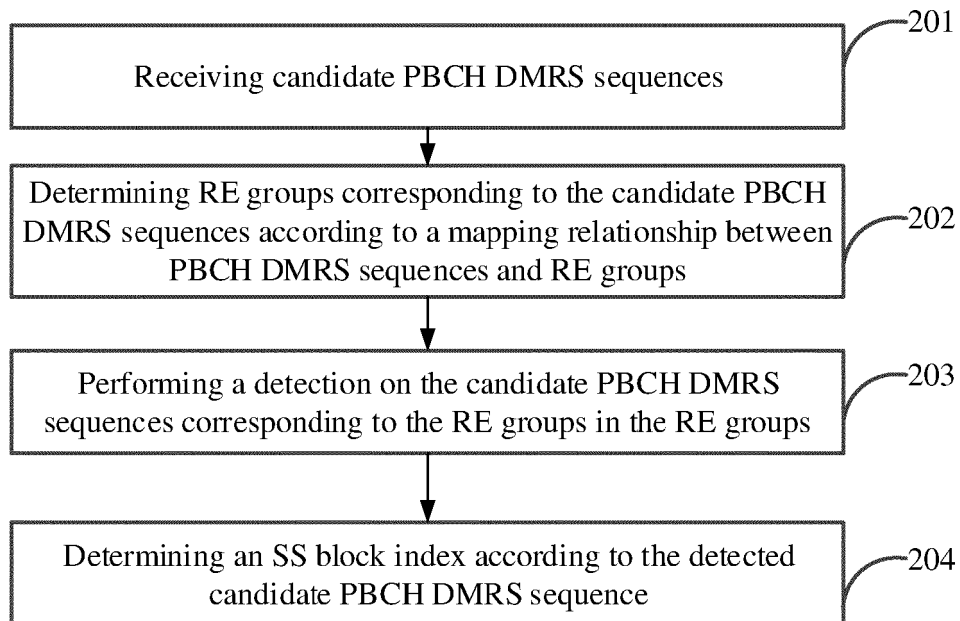 201
Receiving candidate PBCH DMRS sequences
Determining RE groups corresponding to the candidate PBCH
DMRS sequences according to a mapping relationship between
PBCH DMRS sequences and RE groups
202
Performing a detection on the candidate PBCH DMRS
sequences corresponding to the RE groups in the RE groups
203
Determining an SS block index according to the detected
candidate PBCH DMRS sequence
204